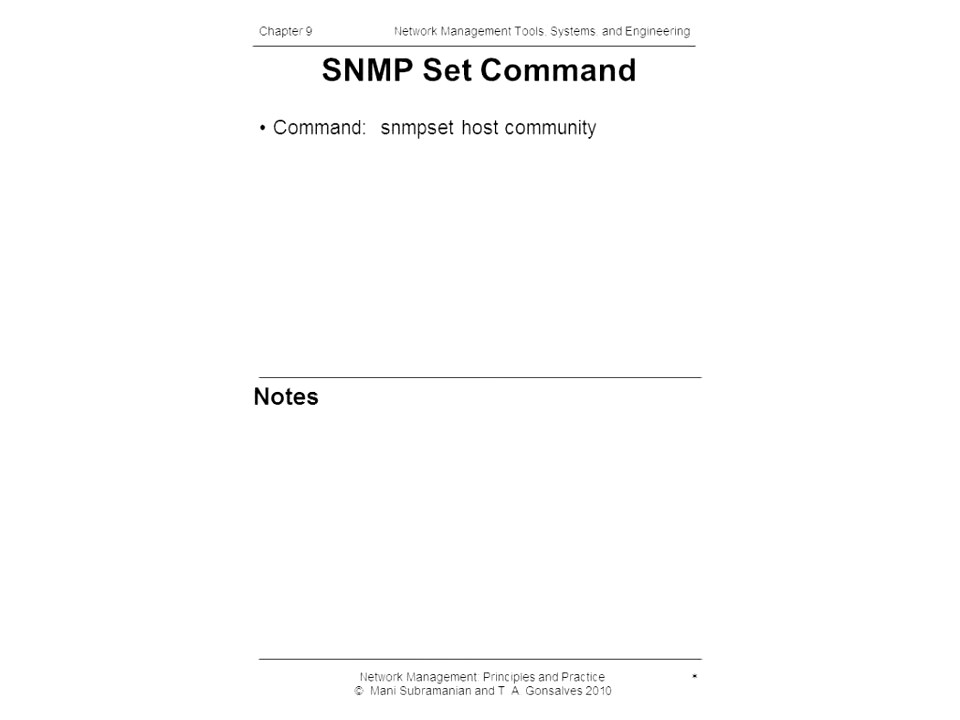 Chapter 9 Network Management Tools, Systems, and Engineering
SNMP Set Command
• Command: snmpset host community
Notes
Network Management: Principles and Practice *
© Mani Subramanian and T. A. Gonsalves 2010